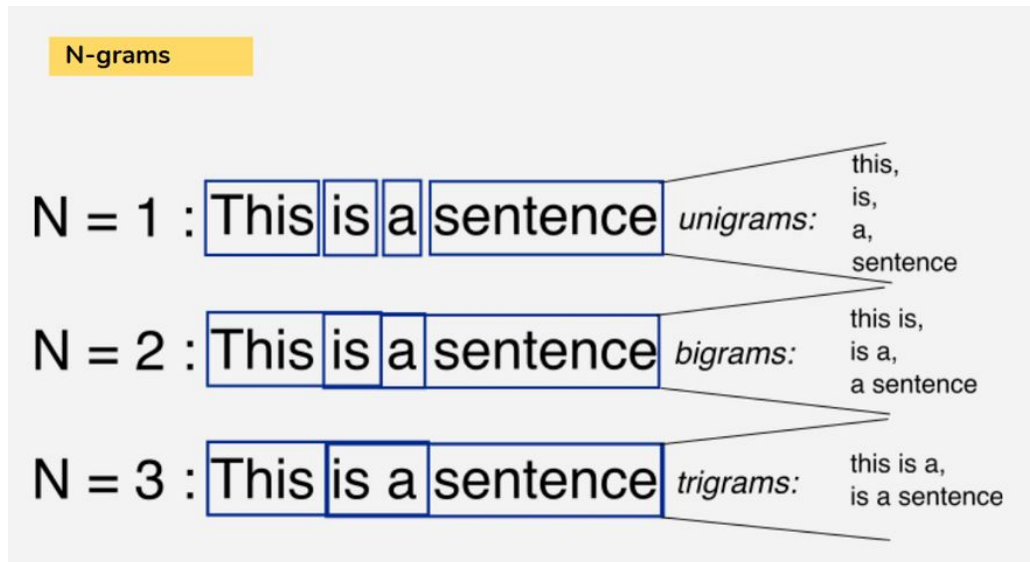 N-grams
N = 1 : This is a sentence unigrams:
this,
is,
a,
sentence
N = 2 : This is a sentence bigrams:
this is,
is a,
a sentence
N = 3 : This is a sentence trigrams:
this is a,
is a sentence